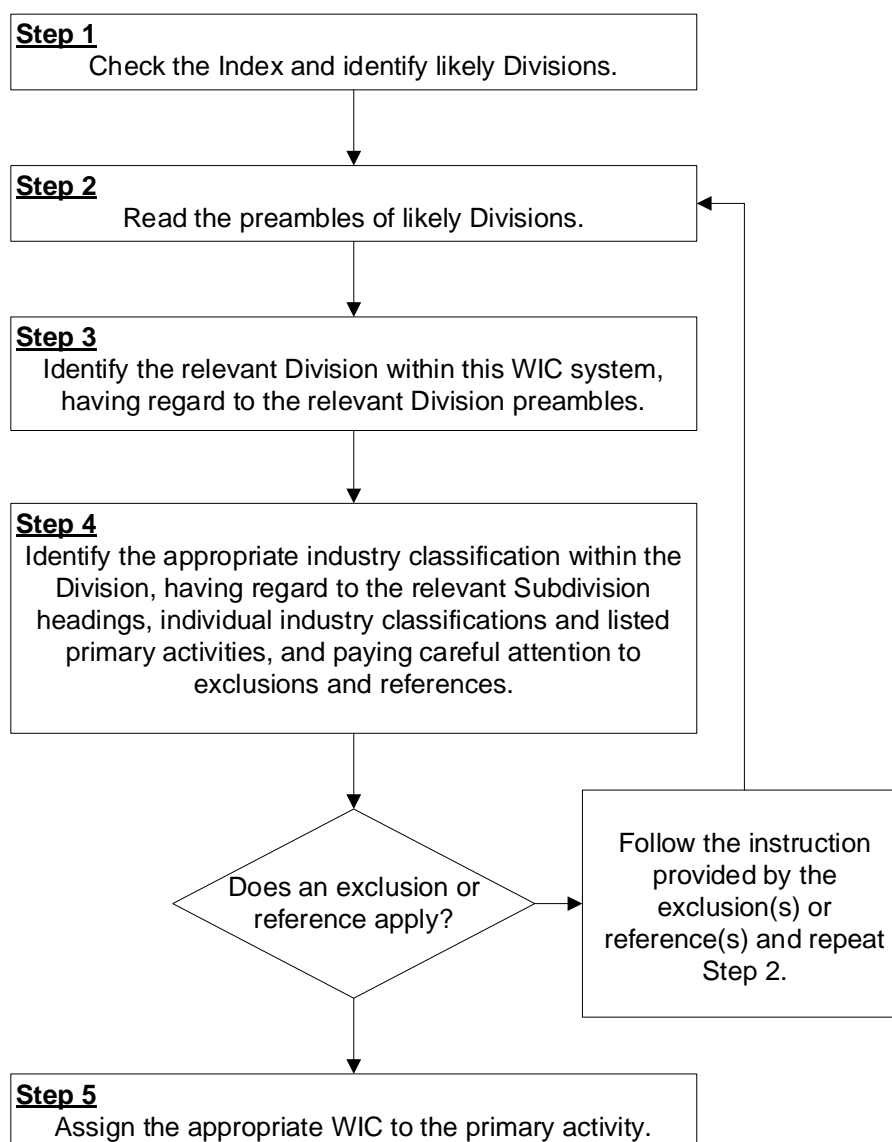 Step 1
Check the Index and identify likely Divisions.
Step 2
Read the preambles of likely Divisions.
Step 3
Identify the relevant Division within this WIC system,
having regard to the relevant Division preambles.
Step 4
Identify the appropriate industry classification within the
Division, having regard to the relevant Subdivision
headings, individual industry classifications and listed
primary activities, and paying careful attention to
exclusions and references.
Does an exclusion or
reference apply?
Follow the instruction
provided by the
exclusion(s) or
reference(s) and repeat
Step 2.
Step 5
Assign the appropriate WIC to the primary activity.